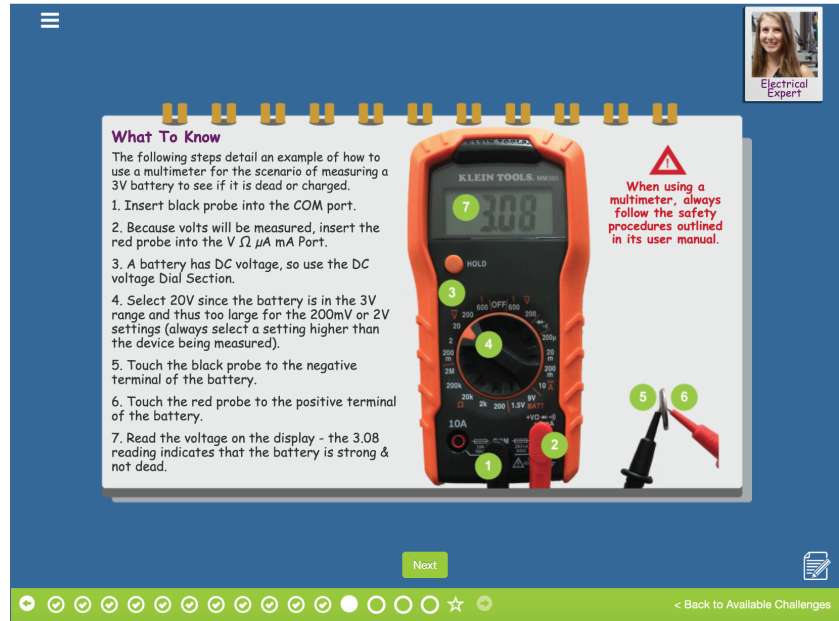 Electrical
Expert
What To Know
The following steps detail an example of how to
use a multimeter for the scenario of measuring a
3V battery to see if it is dead or charged.
1. Insert black probe into the COM port.
2. Because volts will be measured, insert the
red probe into the V Ω µA mA Port.
3. A battery has DC voltage, so use the DC
voltage Dial Section.
4. Select 20V since the battery is in the 3V
range and thus too large for the 200mV or 2V
settings (always select a setting higher than
the device being measured).
5. Touch the black probe to the negative
terminal of the battery.
6. Touch the red probe to the positive terminal
of the battery.
7. Read the voltage on the display - the 3.08
reading indicates that the battery is strong &
not dead.
KLEIN TOOLS. MM300
7
3.08
HOLD
3
600 OFF 600
200 200
20 200µ
2 20
m
200
m 200
m
2M 10 A
200k 9V
20k 2k 200 1.5V BATT
Ω
4
10A
1
2
!
When using a
multimeter, always
follow the safety
procedures outlined
in its user manual.
5 6
Next
< Back to Available Challenges